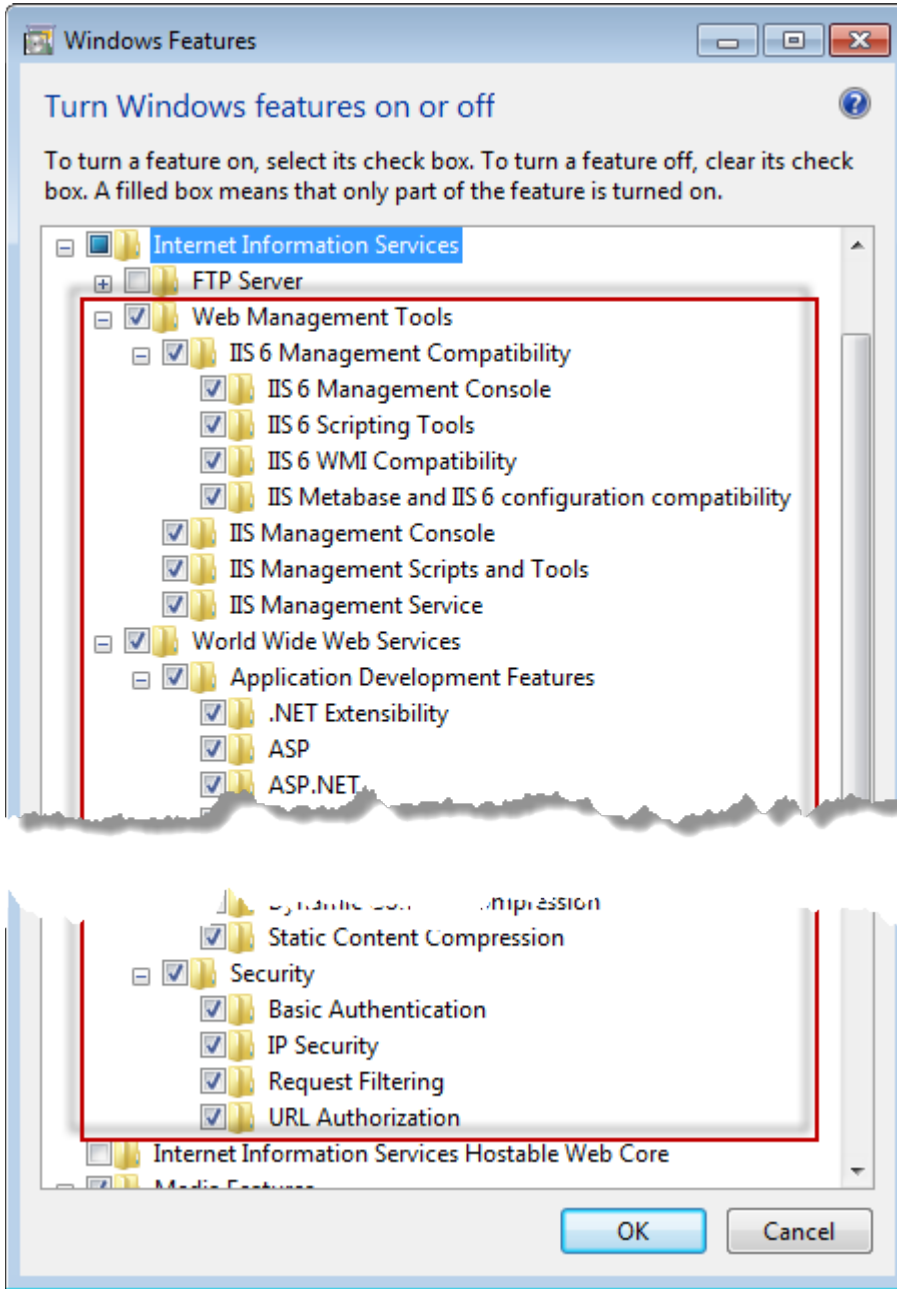 Windows Features
Turn Windows features on or off
To turn a feature on, select its check box. To turn a feature off, clear its check
box. A filled box means that only part of the feature is turned on.
Internet Information Services
FTP Server
Web Management Tools
IIS 6 Management Compatibility
IIS 6 Management Console
IIS 6 Scripting Tools
IIS 6 WMI Compatibility
IIS Metabase and IIS 6 configuration compatibility
IIS Management Console
IIS Management Scripts and Tools
IIS Management Service
World Wide Web Services
Application Development Features
.NET Extensibility
ASP
ASP.NET
Static Content Compression
Security
Basic Authentication
IP Security
Request Filtering
URL Authorization
Internet Information Services Hostable Web Core
Media Features
OK
Cancel